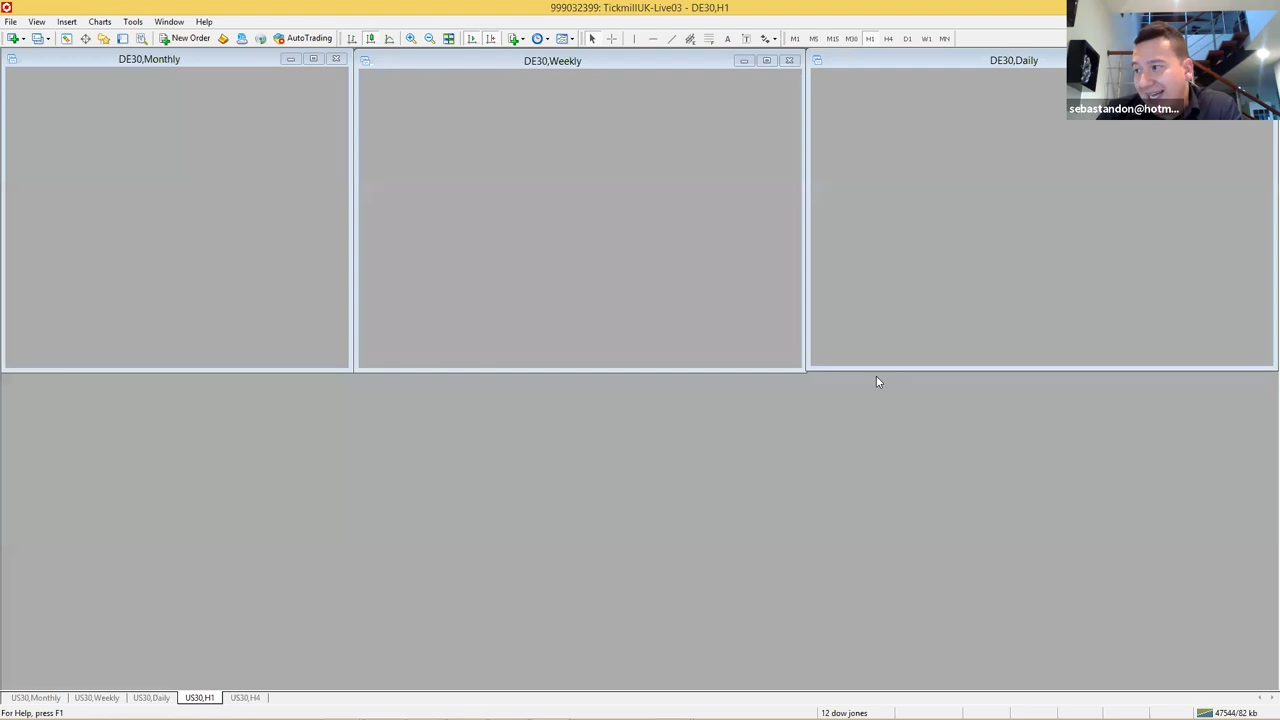 999032399: TickmillUK-Live03 - DE30,H1
File View Insert Charts Tools Window Help
New Order AutoTrading A T M1 M5 M15 M30 H1 H4 D1 W1 MN
DE30,Monthly DE30,Weekly DE30,Daily
sebastandon@hotm...
US30,Monthly US30,Weekly US30,Daily US30,H1 US30,H4
For Help, press F1 12 dow jones 47544/82 kb